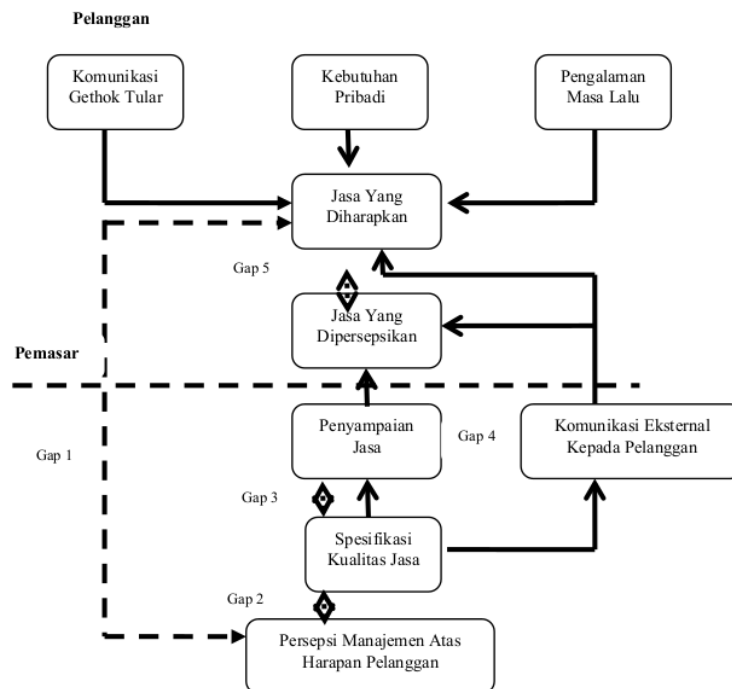 Pelanggan
Komunikasi
Gethok Tular
Kebutuhan
Pribadi
Pengalaman
Masa Lalu
Jasa Yang
Diharapkan
Gap 5
Jasa Yang
Dipersepsikan
Pemasar
Penyampaian
Jasa
Gap 4
Komunikasi Eksternal
Kepada Pelanggan
Gap 1
Gap 3
Spesifikasi
Kualitas Jasa
Gap 2
Persepsi Manajemen Atas
Harapan Pelanggan